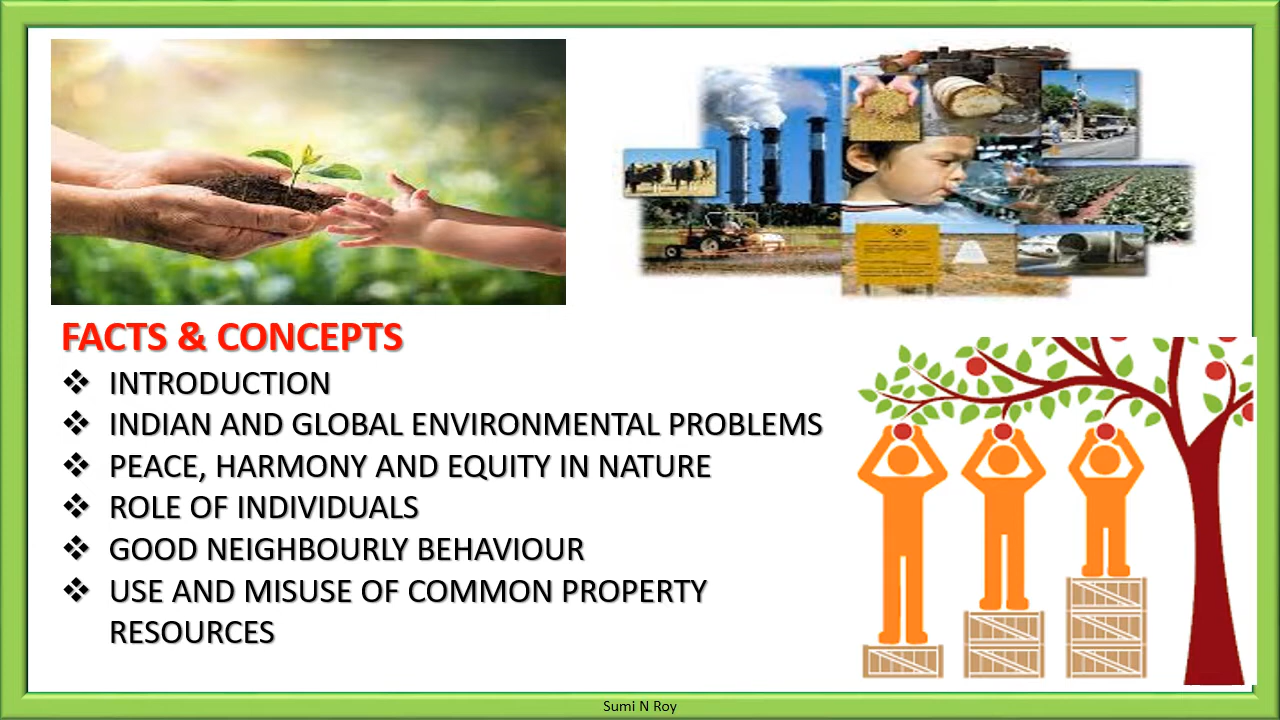 FACTS & CONCEPTS
❖ INTRODUCTION
❖ INDIAN AND GLOBAL ENVIRONMENTAL PROBLEMS
❖ PEACE, HARMONY AND EQUITY IN NATURE
❖ ROLE OF INDIVIDUALS
❖ GOOD NEIGHBOURLY BEHAVIOUR
❖ USE AND MISUSE OF COMMON PROPERTY
RESOURCES
Sumi N Roy